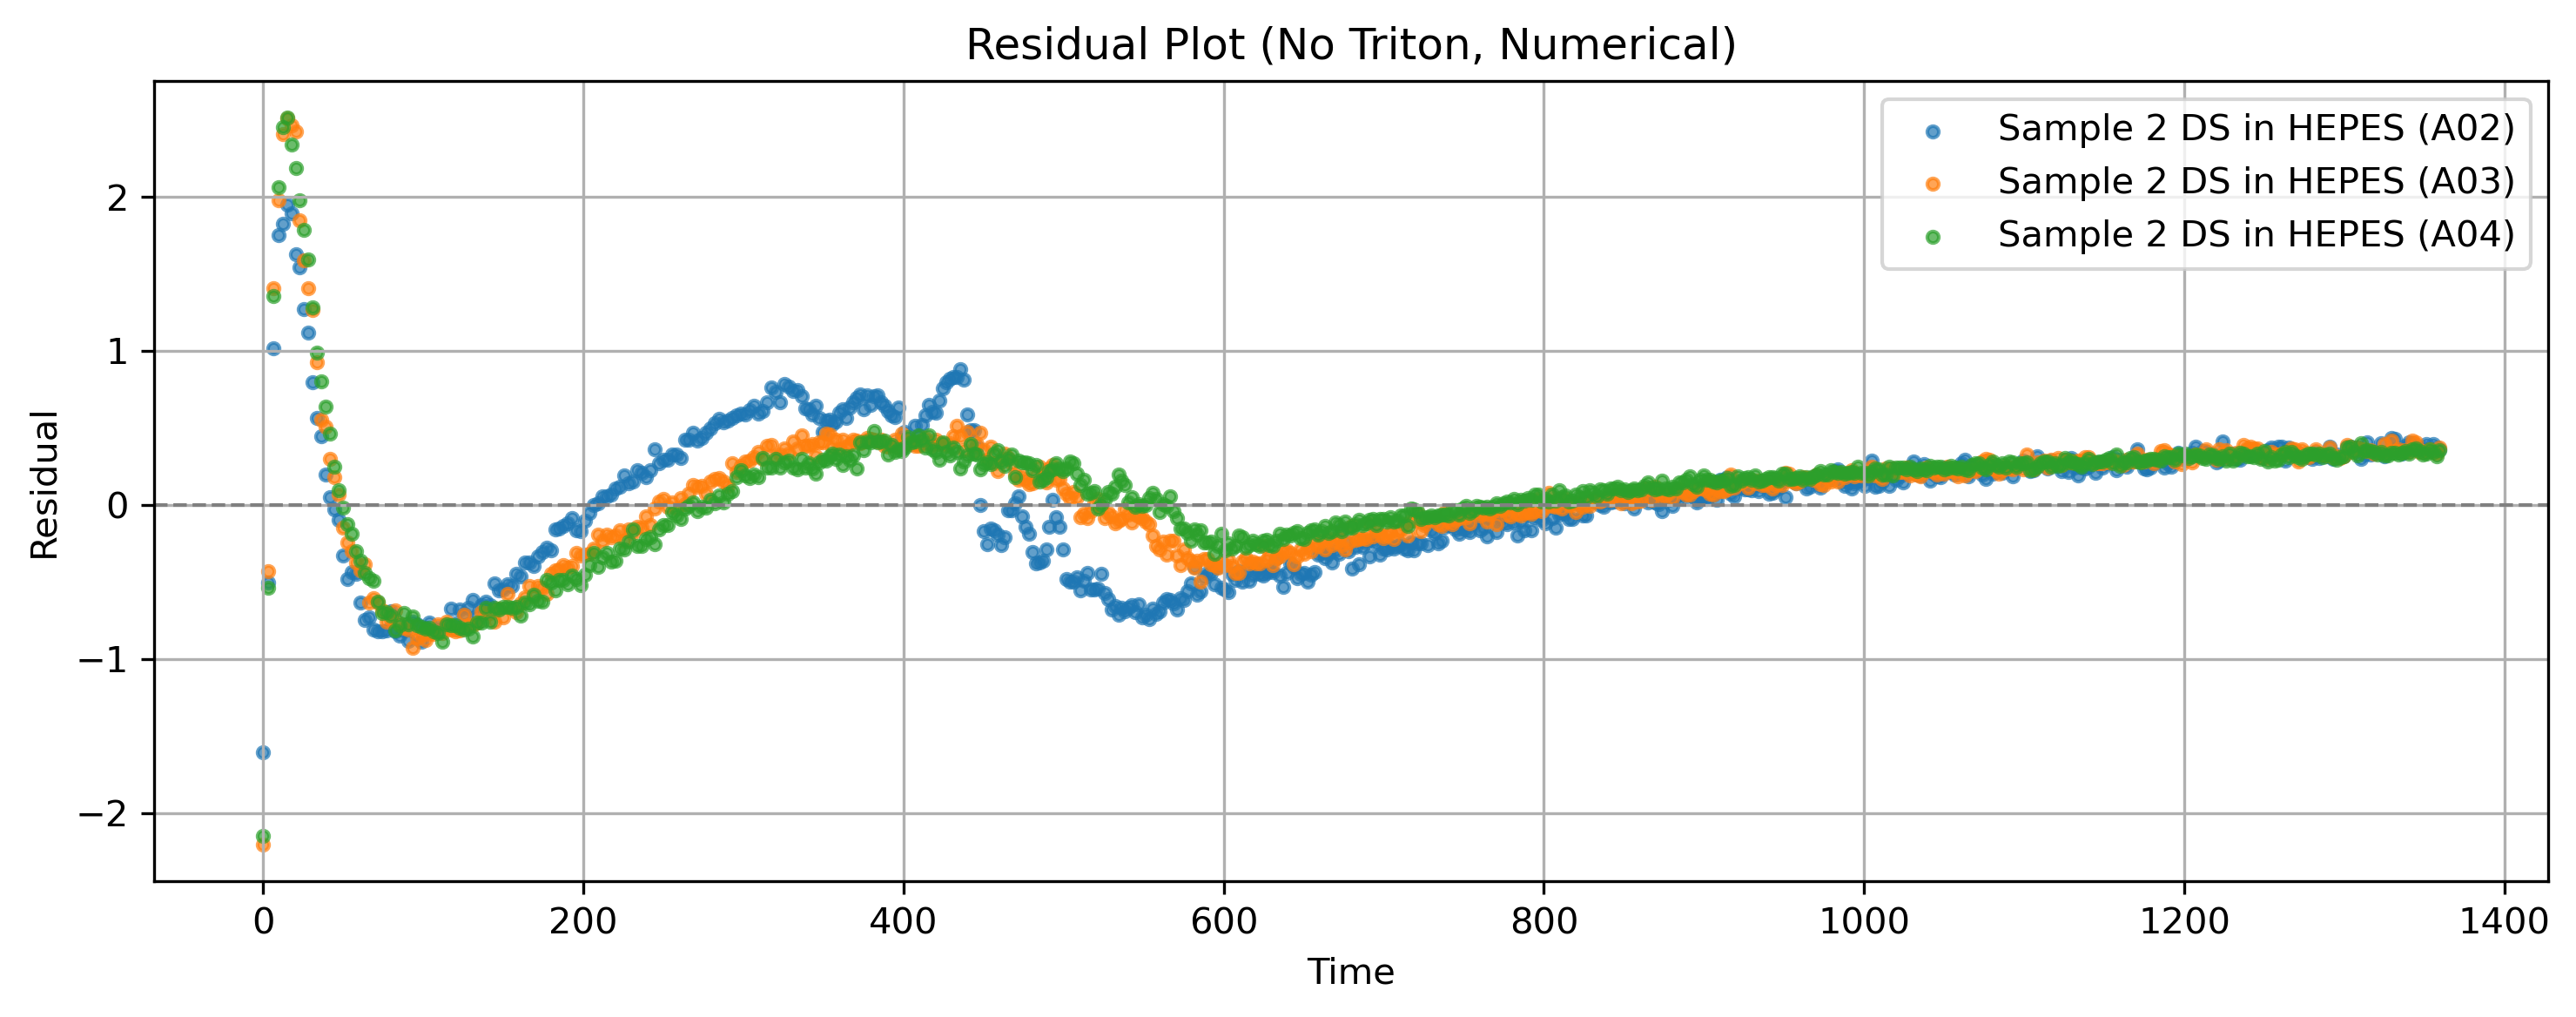 Residual Plot (No Triton, Numerical)
Sample 2 DS in HEPES (A02)
Sample 2 DS in HEPES (A03)
Sample 2 DS in HEPES (A04)
Residual
2
1
0
−1
−2
0 200 400 600 800 1000 1200 1400
Time